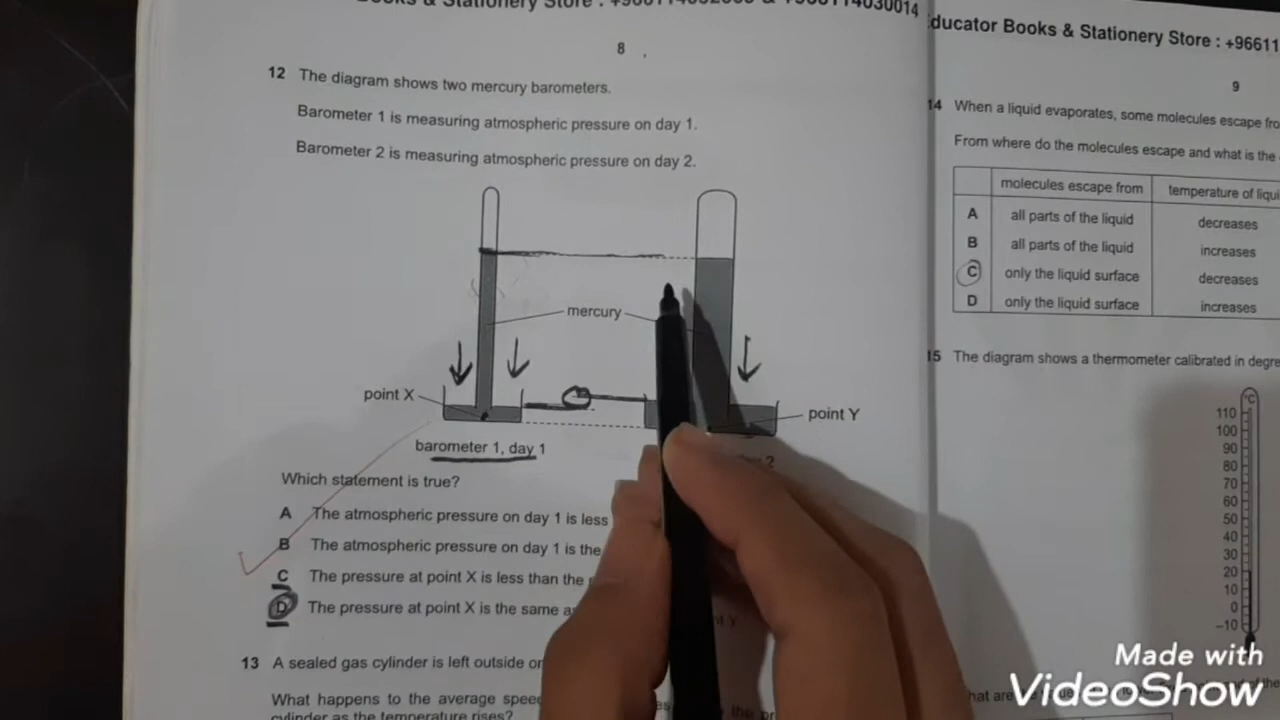 & Stationery Store :
8
12 The diagram shows two mercury barometers.
Barometer 1 is measuring atmospheric pressure on day 1.
Barometer 2 is measuring atmospheric pressure on day 2.
mercury
point X
point Y
barometer 1, day 1
2
Which statement is true?
A The atmospheric pressure on day 1 is less
B The atmospheric pressure on day 1 is the
C The pressure at point X is less than the
D The pressure at point X is the same
13 A sealed gas cylinder is left outside
What happens to the average
cylinder as the temperature rises?
Educator Books & Stationery Store : +96611
9
14 When a liquid evaporates, some molecules escape
From where do the molecules escape and what is the
molecules escape from temperature of
A all parts of the liquid decreases
B all parts of the liquid increases
C only the liquid surface decreases
D only the liquid surface increases
15 The diagram shows a thermometer calibrated in
°C
110
100
90
80
70
60
50
40
30
20
10
0
–10
Made with
VideoShow